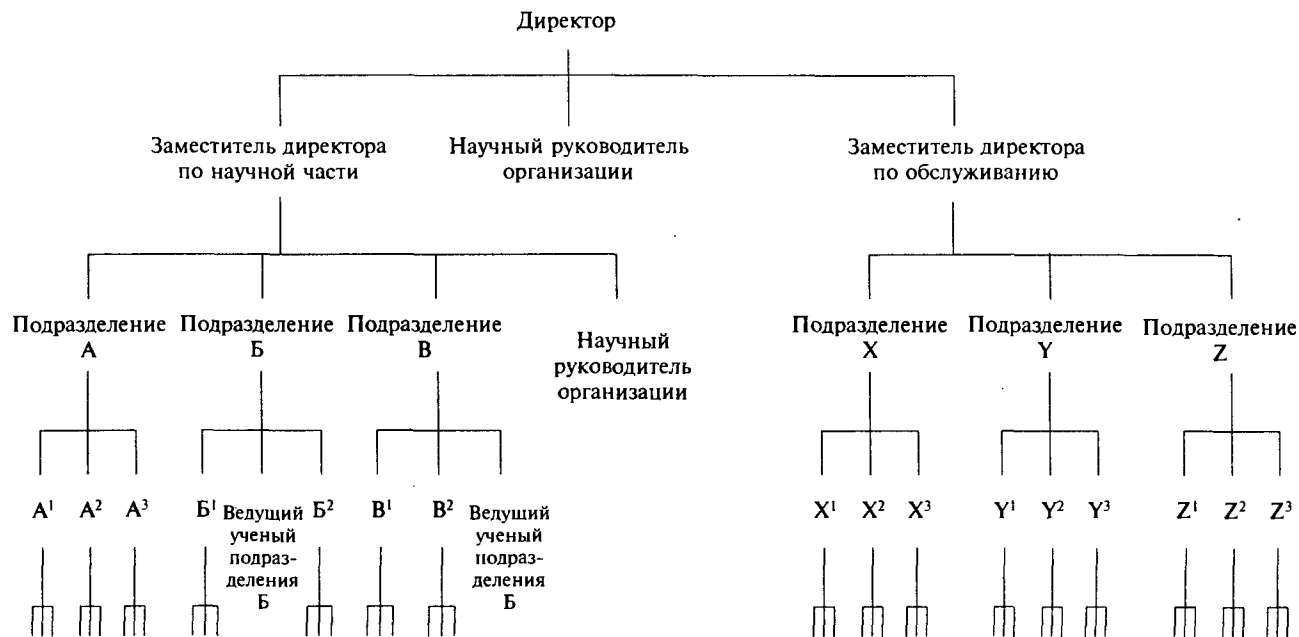 Директор
Заместитель директора
по научной части
Научный руководитель
организации
Заместитель директора
по обслуживанию
Подразделение
А
Подразделение
Б
Подразделение
В
Научный
руководитель
организации
Подразделение
X
Подразделение
Y
Подразделение
Z
А¹ А² А³ Б¹
Ведущий
ученый
подраз-
деления
Б
Б² В¹ В²
Ведущий
ученый
подраз-
деления
Б
X¹ X² X³ Y¹ Y² Y³ Z¹ Z² Z³